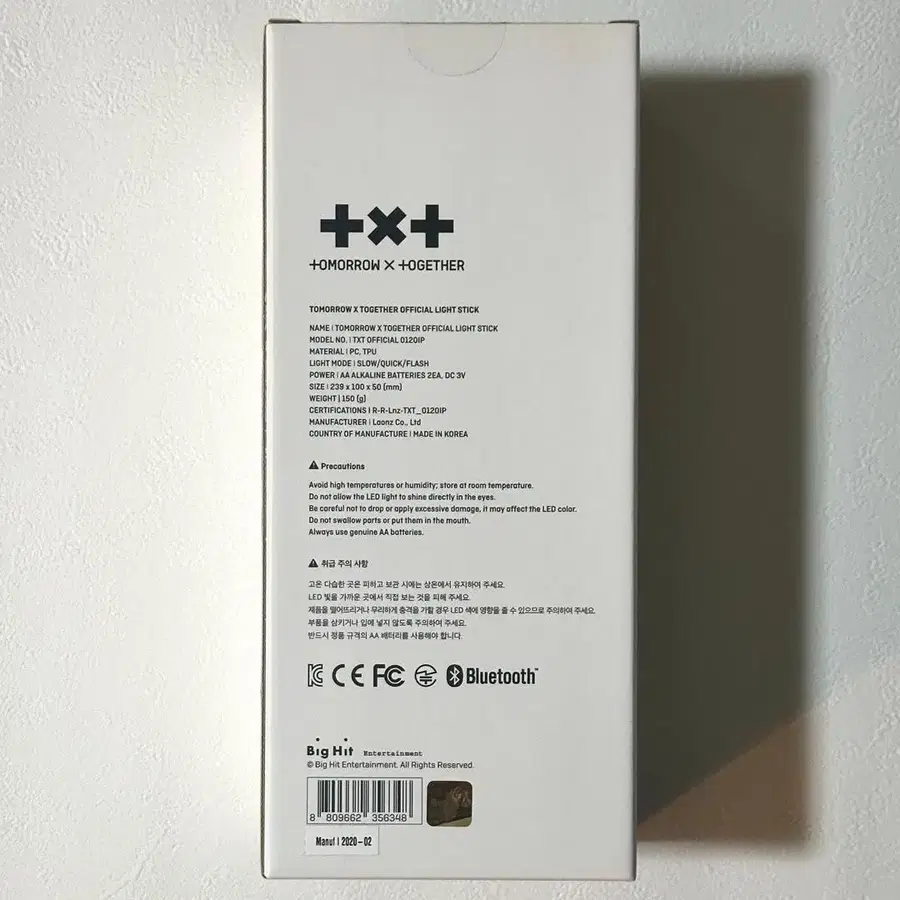 +×+
TOMORROW × TOGETHER
TOMORROW X TOGETHER OFFICIAL LIGHT STICK
NAME | TOMORROW X TOGETHER OFFICIAL LIGHT STICK
MODEL NO. | TXT OFFICIAL 0120IP
MATERIAL | PC, TPU
LIGHT MODE | SLOW/QUICK/FLASH
POWER | AA ALKALINE BATTERIES 2EA, DC 3V
SIZE | 239 x 100 x 50 (mm)
WEIGHT | 150 (g)
CERTIFICATIONS | R-R-Lnz-TXT_0120IP
MANUFACTURER | Laonz Co., Ltd
COUNTRY OF MANUFACTURE | MADE IN KOREA
Precautions
Avoid high temperatures or humidity; store at room temperature.
Do not allow the LED light to shine directly in the eyes.
Be careful not to drop or apply excessive damage, it may affect the LED color.
Do not swallow parts or put them in the mouth.
Always use genuine AA batteries.
취급 주의 사항
고온 다습한 곳은 피하고 보관 시에는 상온에서 유지하여 주세요.
LED 빛을 가까운 곳에서 직접 보는 것을 피해 주세요.
제품을 떨어뜨리거나 무리하게 충격을 가할 경우 LED 색에 영향을 줄 수 있으므로 주의하여 주세요.
부품을 삼키거나 입에 넣지 않도록 주의하여 주세요.
반드시 정품 규격의 AA 배터리를 사용해야 합니다.
KC CE FC Bluetooth™
Big Hit Entertainment
© Big Hit Entertainment. All Rights Reserved.
8 809662 356348
Manuf | 2020-02